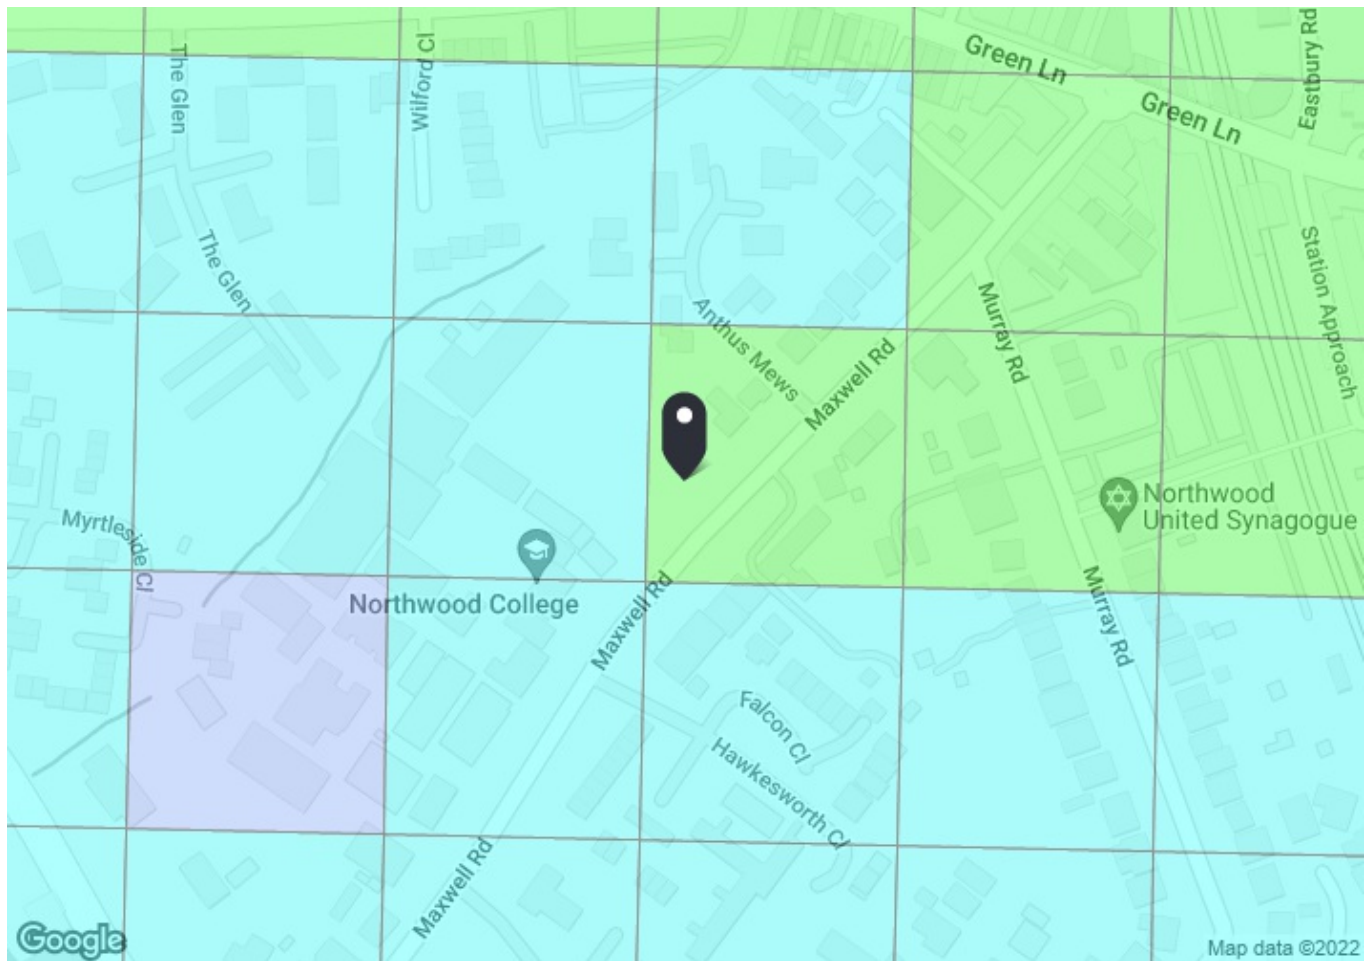 Green Ln
Green Ln
Eastbury Rd
The Glen
Wilford Cl
The Glen
Station Approach
Murray Rd
Anthus Mews
Maxwell Rd
Northwood
United Synagogue
Myrtleside Cl
Northwood College
Maxwell Rd
Murray Rd
Falcon Cl
Hawkesworth Cl
Maxwell Rd
Google
Map data ©2022